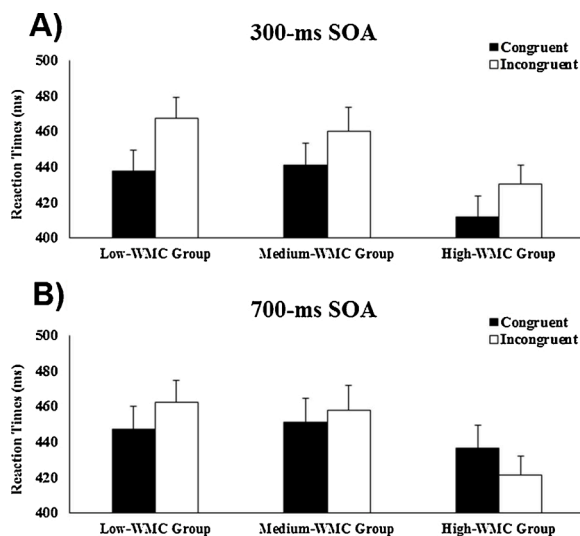 A)
300-ms SOA
Congruent
Incongruent
Reaction Times (ms)
500
480
460
440
420
400
Low-WMC Group Medium-WMC Group High-WMC Group
B)
700-ms SOA
Congruent
Incongruent
Reaction Times (ms)
500
480
460
440
420
400
Low-WMC Group Medium-WMC Group High-WMC Group